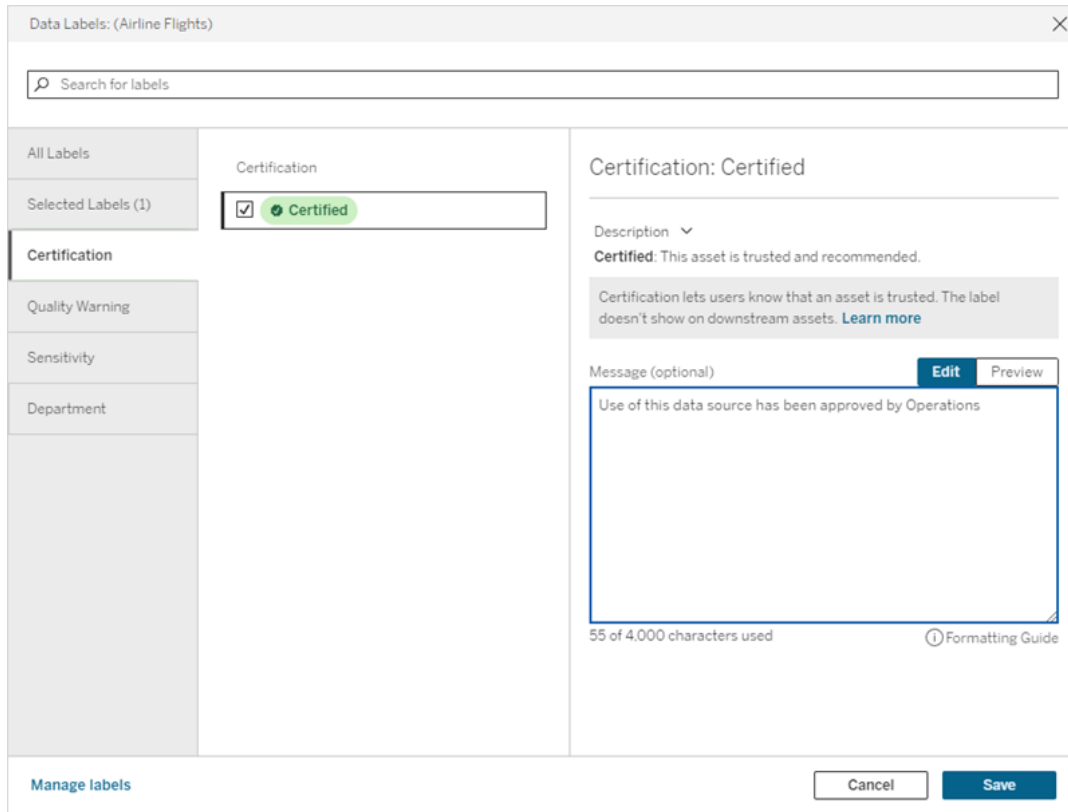 Data Labels: (Airline Flights)
Search for labels
All Labels
Selected Labels (1)
Certification
Quality Warning
Sensitivity
Department
Certification
Certified
Certification: Certified
Description
Certified: This asset is trusted and recommended.
Certification lets users know that an asset is trusted. The label
doesn't show on downstream assets. Learn more
Message (optional)
Edit
Preview
Use of this data source has been approved by Operations
55 of 4,000 characters used
Formatting Guide
Manage labels
Cancel
Save